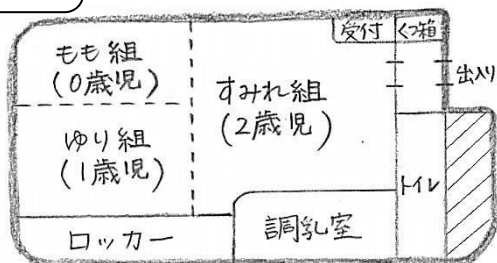 もも組
(0歳児)
ゆり組
(1歳児)
すみれ組
(2歳児)
受付
くつ箱
出入り
トイレ
調乳室
ロッカー